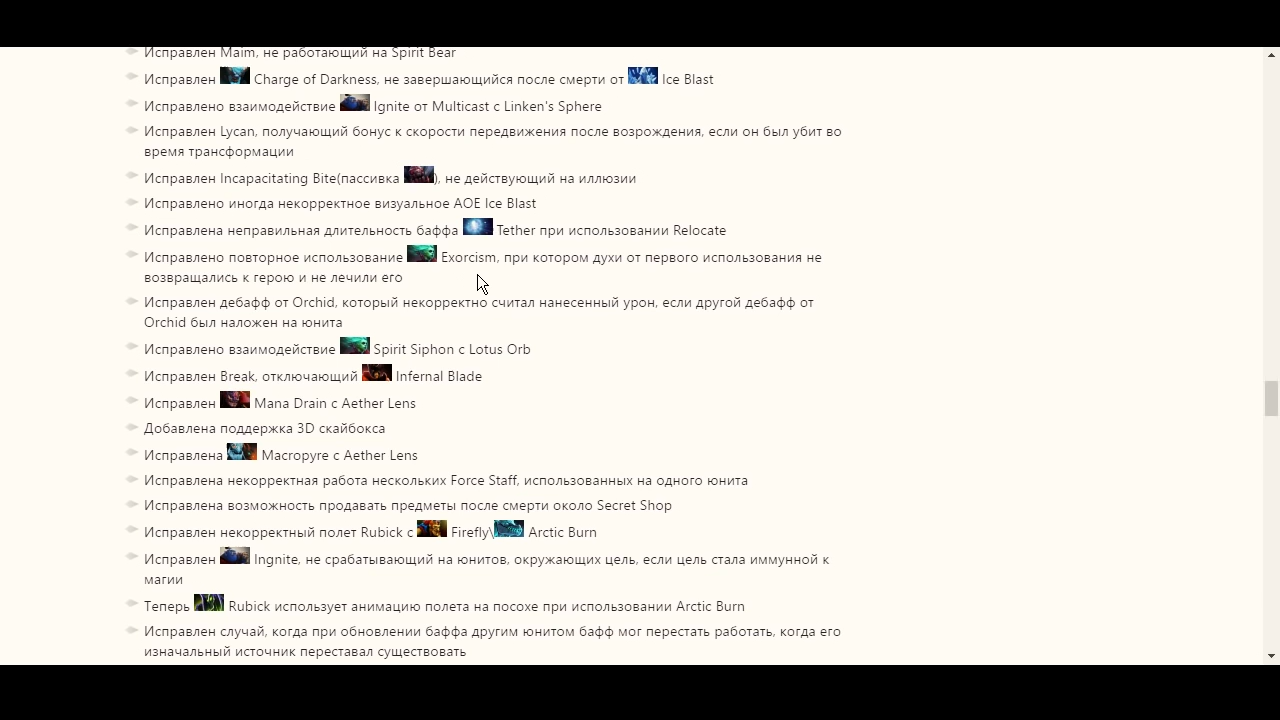 Исправлен Maim, не работающий на Spirit Bear
Исправлен Charge of Darkness, не завершающийся после смерти от Ice Blast
Исправлено взаимодействие Ignite от Multicast с Linken's Sphere
Исправлен Lycan, получающий бонус к скорости передвижения после возрождения, если он был убит во
время трансформации
Исправлен Incapacitating Bite(пассивка ), не действующий на иллюзии
Исправлено иногда некорректное визуальное AOE Ice Blast
Исправлена неправильная длительность баффа Tether при использовании Relocate
Исправлено повторное использование Exorcism, при котором духи от первого использования не
возвращались к герою и не лечили его
Исправлен дебафф от Orchid, который некорректно считал нанесенный урон, если другой дебафф от
Orchid был наложен на юнита
Исправлено взаимодействие Spirit Siphon с Lotus Orb
Исправлен Break, отключающий Infernal Blade
Исправлен Mana Drain с Aether Lens
Добавлена поддержка 3D скайбокса
Исправлена Macropyre с Aether Lens
Исправлена некорректная работа нескольких Force Staff, использованных на одного юнита
Исправлена возможность продавать предметы после смерти около Secret Shop
Исправлен некорректный полет Rubick с Firefly\ Arctic Burn
Исправлен Ingnite, не срабатывающий на юнитов, окружающих цель, если цель стала иммунной к
магии
Теперь Rubick использует анимацию полета на посохе при использовании Arctic Burn
Исправлен случай, когда при обновлении баффа другим юнитом бафф мог перестать работать, когда его
изначальный источник переставал существовать